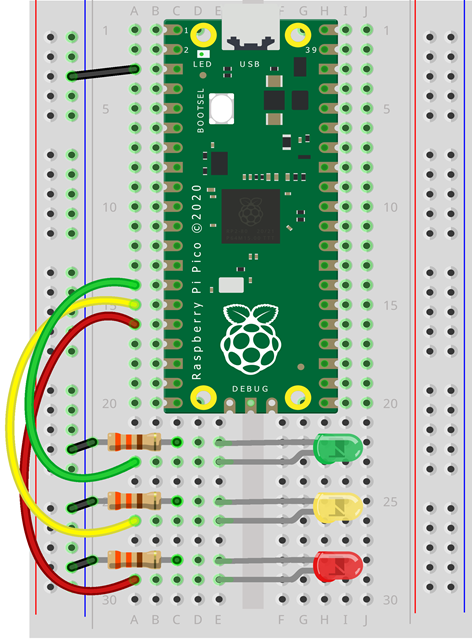 A B C D E F G H I J
1 1 1
2 39
LED USB
BOOTSEL
5 5
10 10
Raspberry Pi Pico ©2020
15 15
DEBUG
20 20
25 25
30 30
A B C D E F G H I J